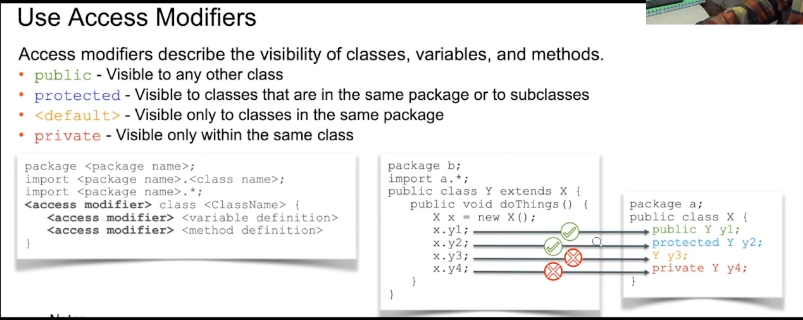 Use Access Modifiers
Access modifiers describe the visibility of classes, variables, and methods.
• public - Visible to any other class
• protected - Visible to classes that are in the same package or to subclasses
• <default> - Visible only to classes in the same package
• private - Visible only within the same class
package <package name>;
import <package name>.<class name>;
import <package name>.*;
<access modifier> class <ClassName> {
<access modifier> <variable definition>
<access modifier> <method definition>
}
package b;
import a.*;
public class Y extends X {
public void doThings() {
X x = new X();
x.y1;
x.y2;
x.y3;
x.y4;
}
}
package a;
public class X {
public Y y1;
protected Y y2;
Y y3;
private Y y4;
}